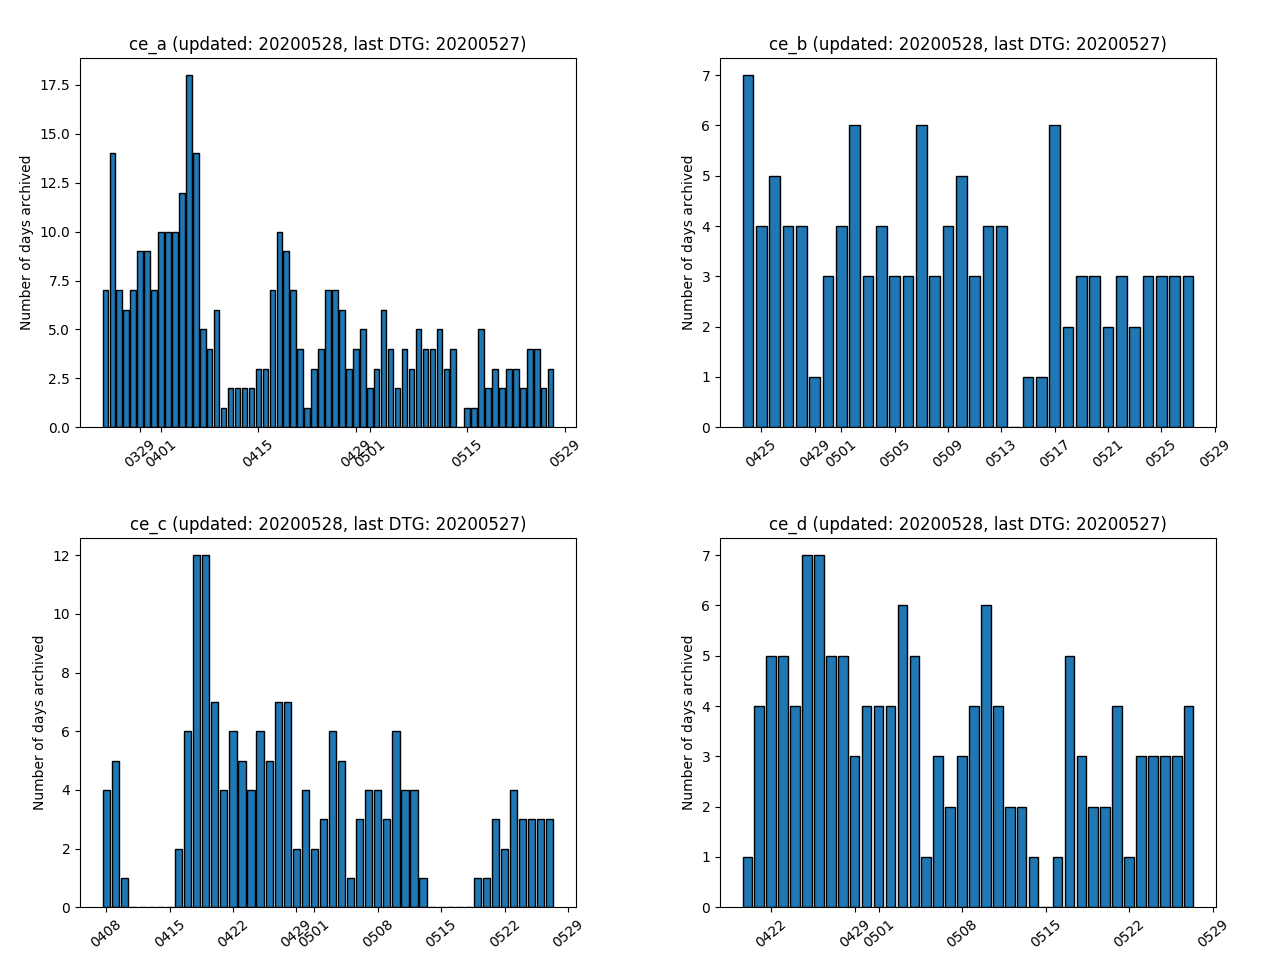 ce_a (updated: 20200528, last DTG: 20200527)
Number of days archived
17.5
15.0
12.5
10.0
7.5
5.0
2.5
0.0
0329 0401 0415 0429 0501 0515 0529
ce_b (updated: 20200528, last DTG: 20200527)
Number of days archived
7
6
5
4
3
2
1
0
0425 0429 0501 0505 0509 0513 0517 0521 0525 0529
ce_c (updated: 20200528, last DTG: 20200527)
Number of days archived
12
10
8
6
4
2
0
0408 0415 0422 0429 0501 0508 0515 0522 0529
ce_d (updated: 20200528, last DTG: 20200527)
Number of days archived
7
6
5
4
3
2
1
0
0422 0429 0501 0508 0515 0522 0529